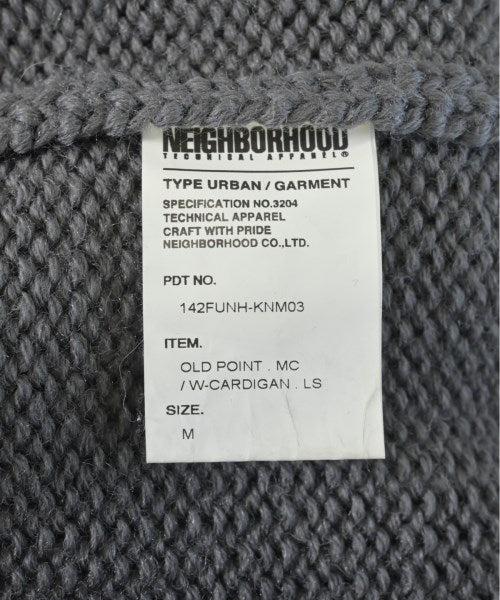 NEIGHBORHOOD
TECHNICAL APPAREL®
TYPE URBAN / GARMENT
SPECIFICATION NO.3204
TECHNICAL APPAREL
CRAFT WITH PRIDE
NEIGHBORHOOD CO.,LTD.
PDT NO.
142FUNH-KNM03
ITEM.
OLD POINT . MC
/ W-CARDIGAN . LS
SIZE.
M